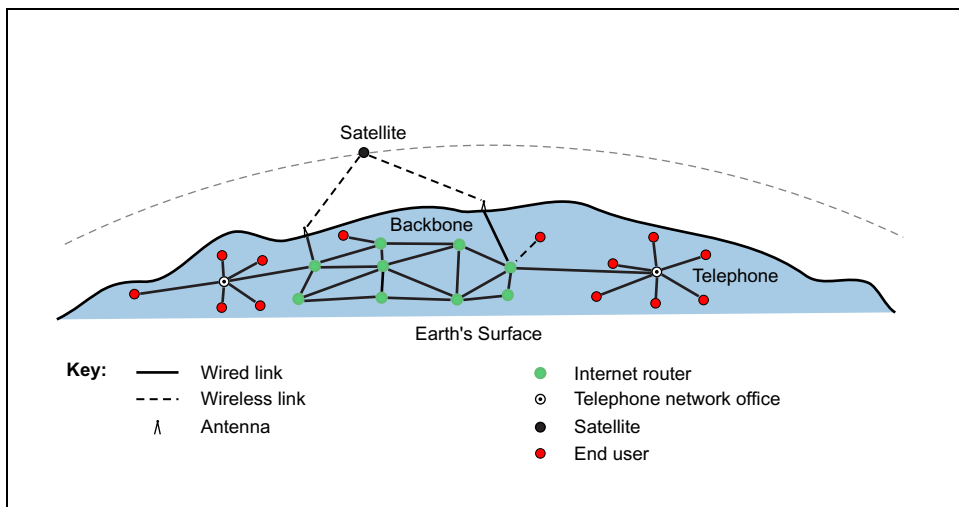 Satellite
Backbone
Telephone
Earth's Surface
Key:
Wired link
Wireless link
Antenna
Internet router
Telephone network office
Satellite
End user